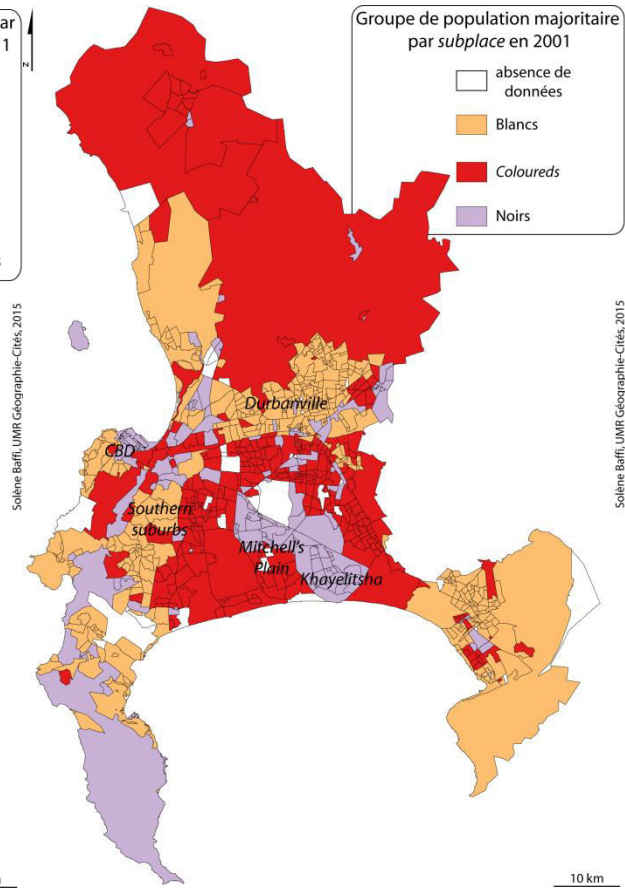 ar
1
z
s
Groupe de population majoritaire
par subplace en 2001
absence de
données
Blancs
Coloureds
Noirs
Solène Baffi, UMR Géographie-Cités, 2015
Solène Baffi, UMR Géographie-Cités, 2015
Durbanville
CBD
Southern
suburbs
Mitchell's
Plain
Khayelitsha
10 km